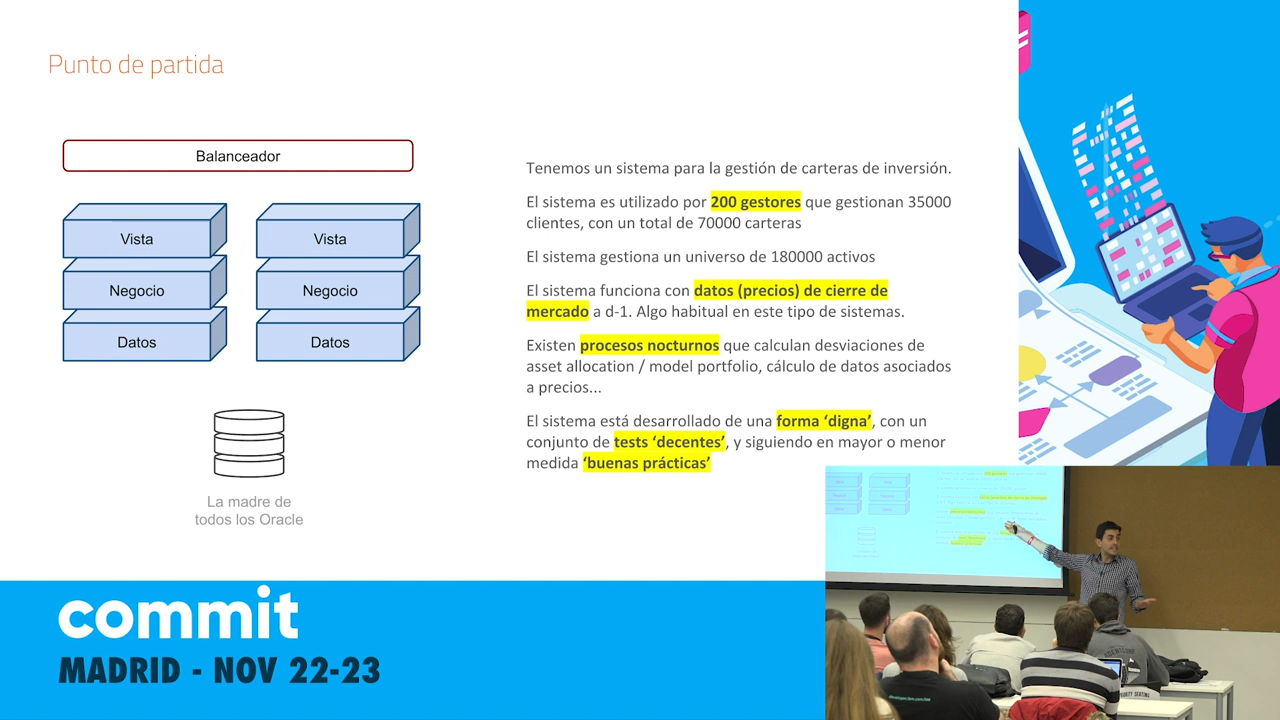 Punto de partida
Balanceador
Vista
Vista
Negocio
Negocio
Datos
Datos
La madre de
todos los Oracle
Tenemos un sistema para la gestión de carteras de inversión.
El sistema es utilizado por 200 gestores que gestionan 35000
clientes, con un total de 70000 carteras
El sistema gestiona un universo de 180000 activos
El sistema funciona con datos (precios) de cierre de
mercado a d-1. Algo habitual en este tipo de sistemas.
Existen procesos nocturnos que calculan desviaciones de
asset allocation / model portfolio, cálculo de datos asociados
a precios...
El sistema está desarrollado de una forma ‘digna’, con un
conjunto de tests ‘decentes’, y siguiendo en mayor o menor
medida ‘buenas prácticas’
commit
MADRID - NOV 22-23